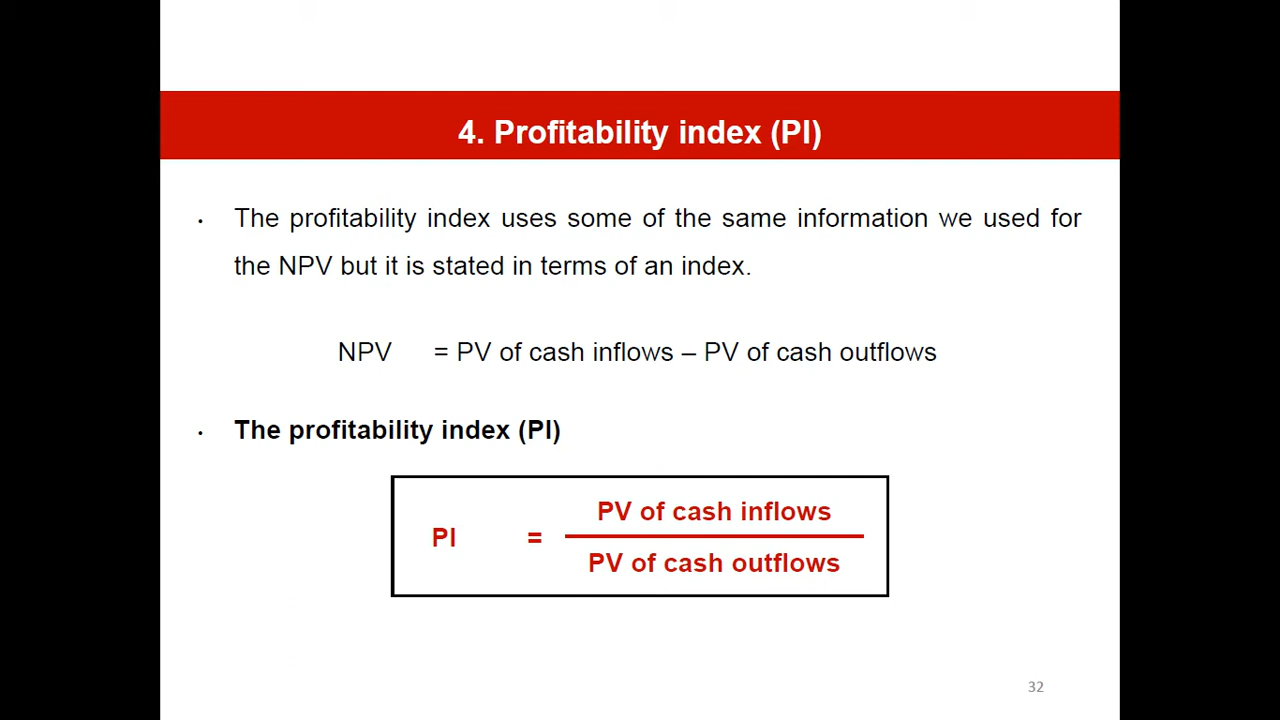 4. Profitability index (PI)
• The profitability index uses some of the same information we used for
the NPV but it is stated in terms of an index.
NPV = PV of cash inflows – PV of cash outflows
• The profitability index (PI)
PV of cash inflows
PI =
PV of cash outflows
32